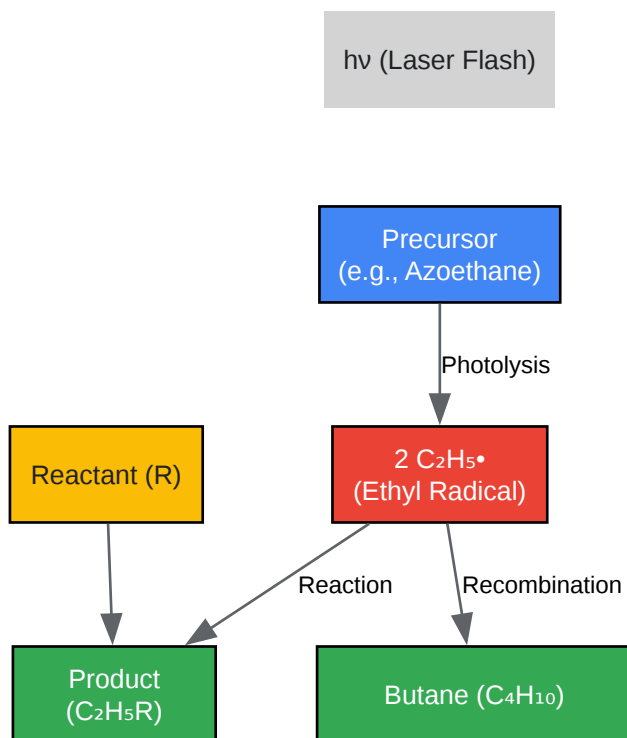 hν (Laser Flash)
Precursor
(e.g., Azoethane)
Photolysis
Reactant (R)
2 C₂H₅•
(Ethyl Radical)
Reaction
Recombination
Product
(C₂H₅R)
Butane (C₄H₁₀)